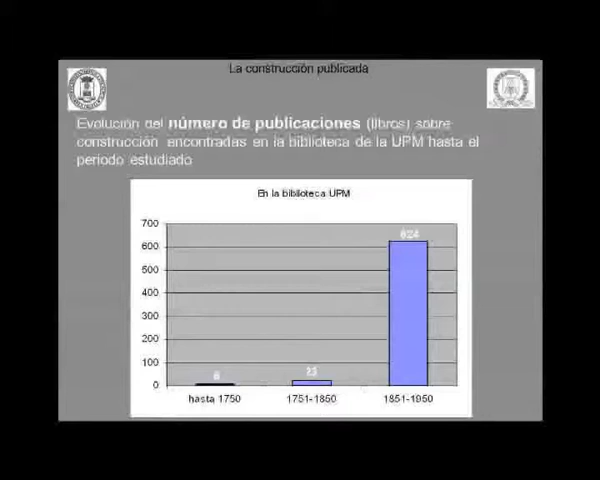 La construcción publicada
Evolución del número de publicaciones (libros) sobre
construcción encontradas en la biblioteca de la UPM hasta el
periodo estudiado
En la biblioteca UPM
700
600
500
400
300
200
100
0
624
23
hasta 1750
1751-1850
1851-1950